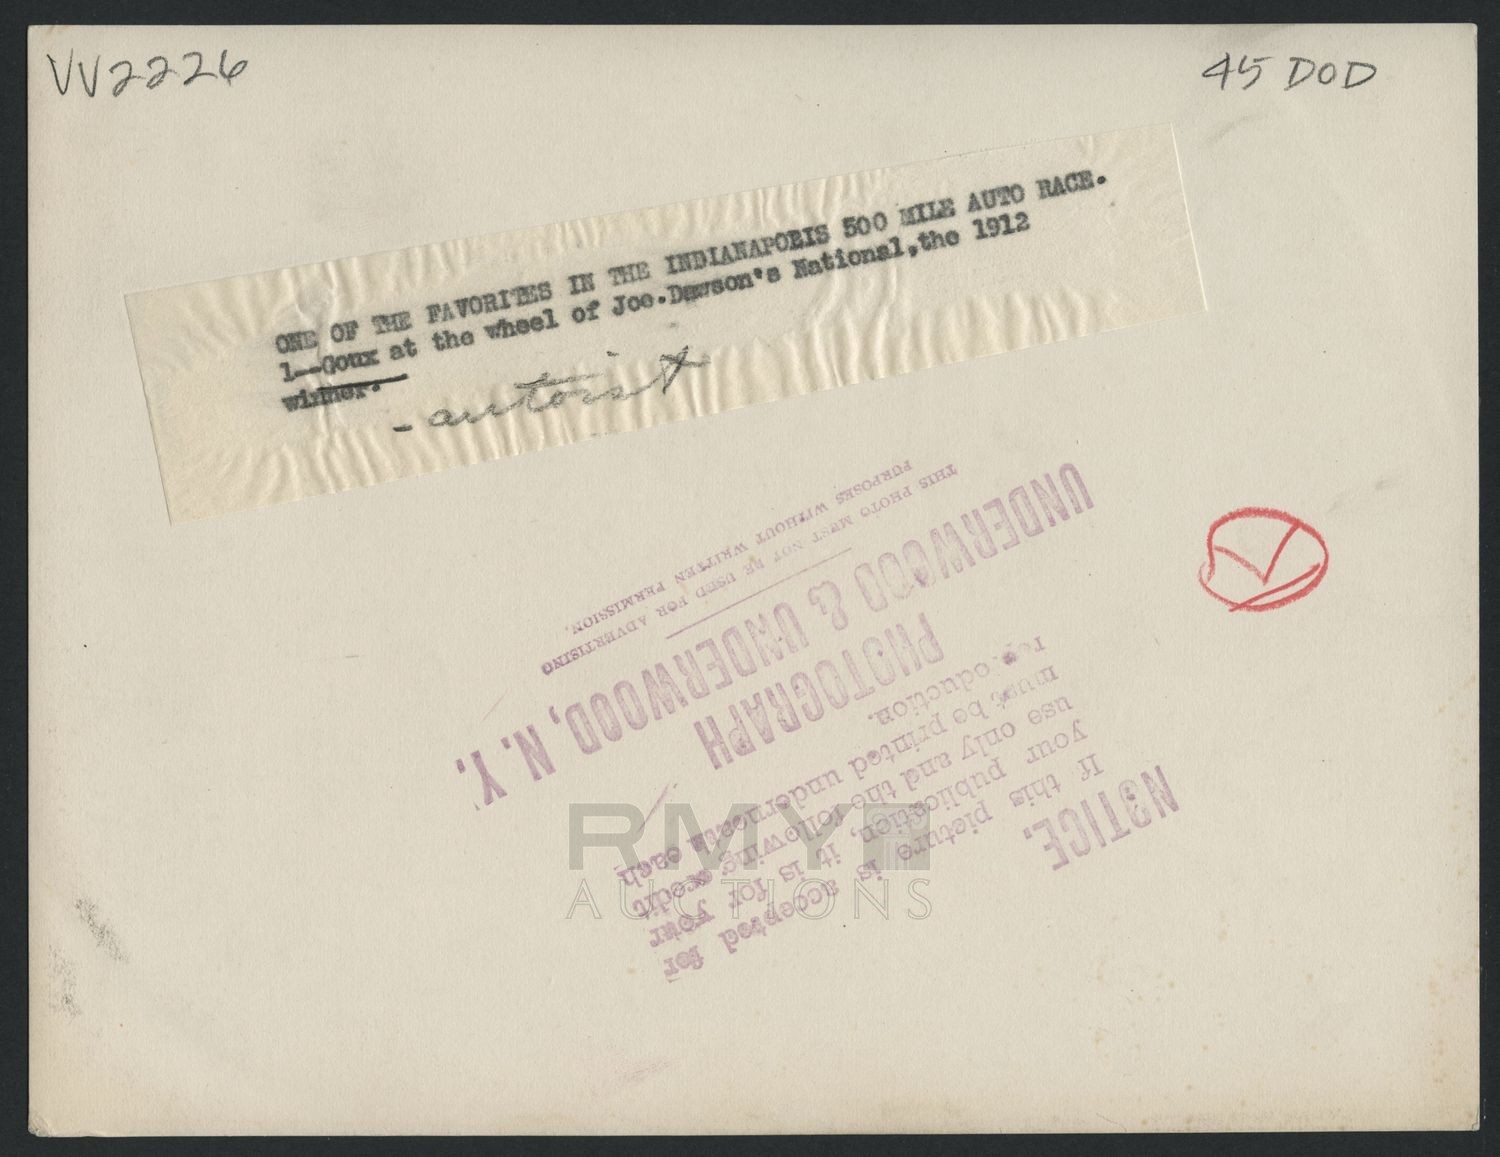 VV2226
45 DOD
ONE OF THE FAVORITES IN THE INDIANAPOEIS 500 MILE AUTO RACE.
1--Goux at the wheel of Joe.Dawson's National,the 1912
winner.
- autoist
NOTICE.
If this picture is accepted for
your publication, it is for your
use only and the following credit
must be printed underneath each
reproduction.
PHOTOGRAPH
UNDERWOOD & UNDERWOOD, N. Y.
THIS PHOTO MUST NOT BE USED FOR ADVERTISING
PURPOSES WITHOUT WRITTEN PERMISSION.
RMY
AUCTIONS